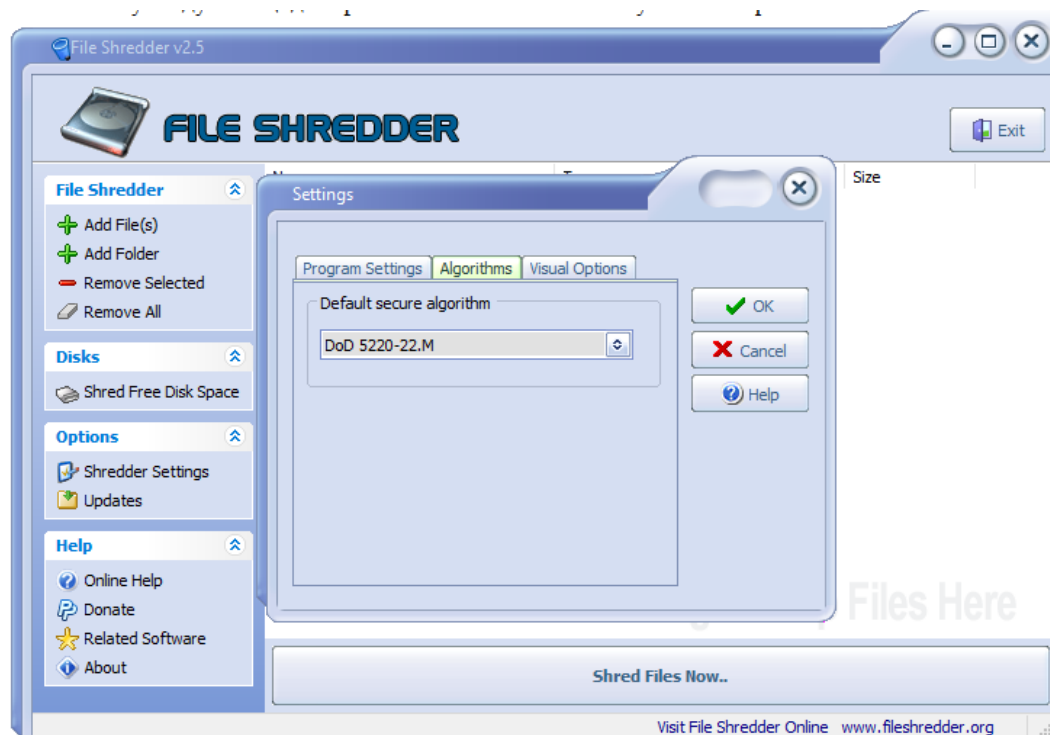 File Shredder v2.5
FILE SHREDDER
Exit
File Shredder
Add File(s)
Add Folder
Remove Selected
Remove All
Disks
Shred Free Disk Space
Options
Shredder Settings
Updates
Help
Online Help
Donate
Related Software
About
Size
Settings
Program Settings
Algorithms
Visual Options
Default secure algorithm
DoD 5220-22.M
OK
Cancel
Help
Files Here
Shred Files Now..
Visit File Shredder Online www.fileshredder.org